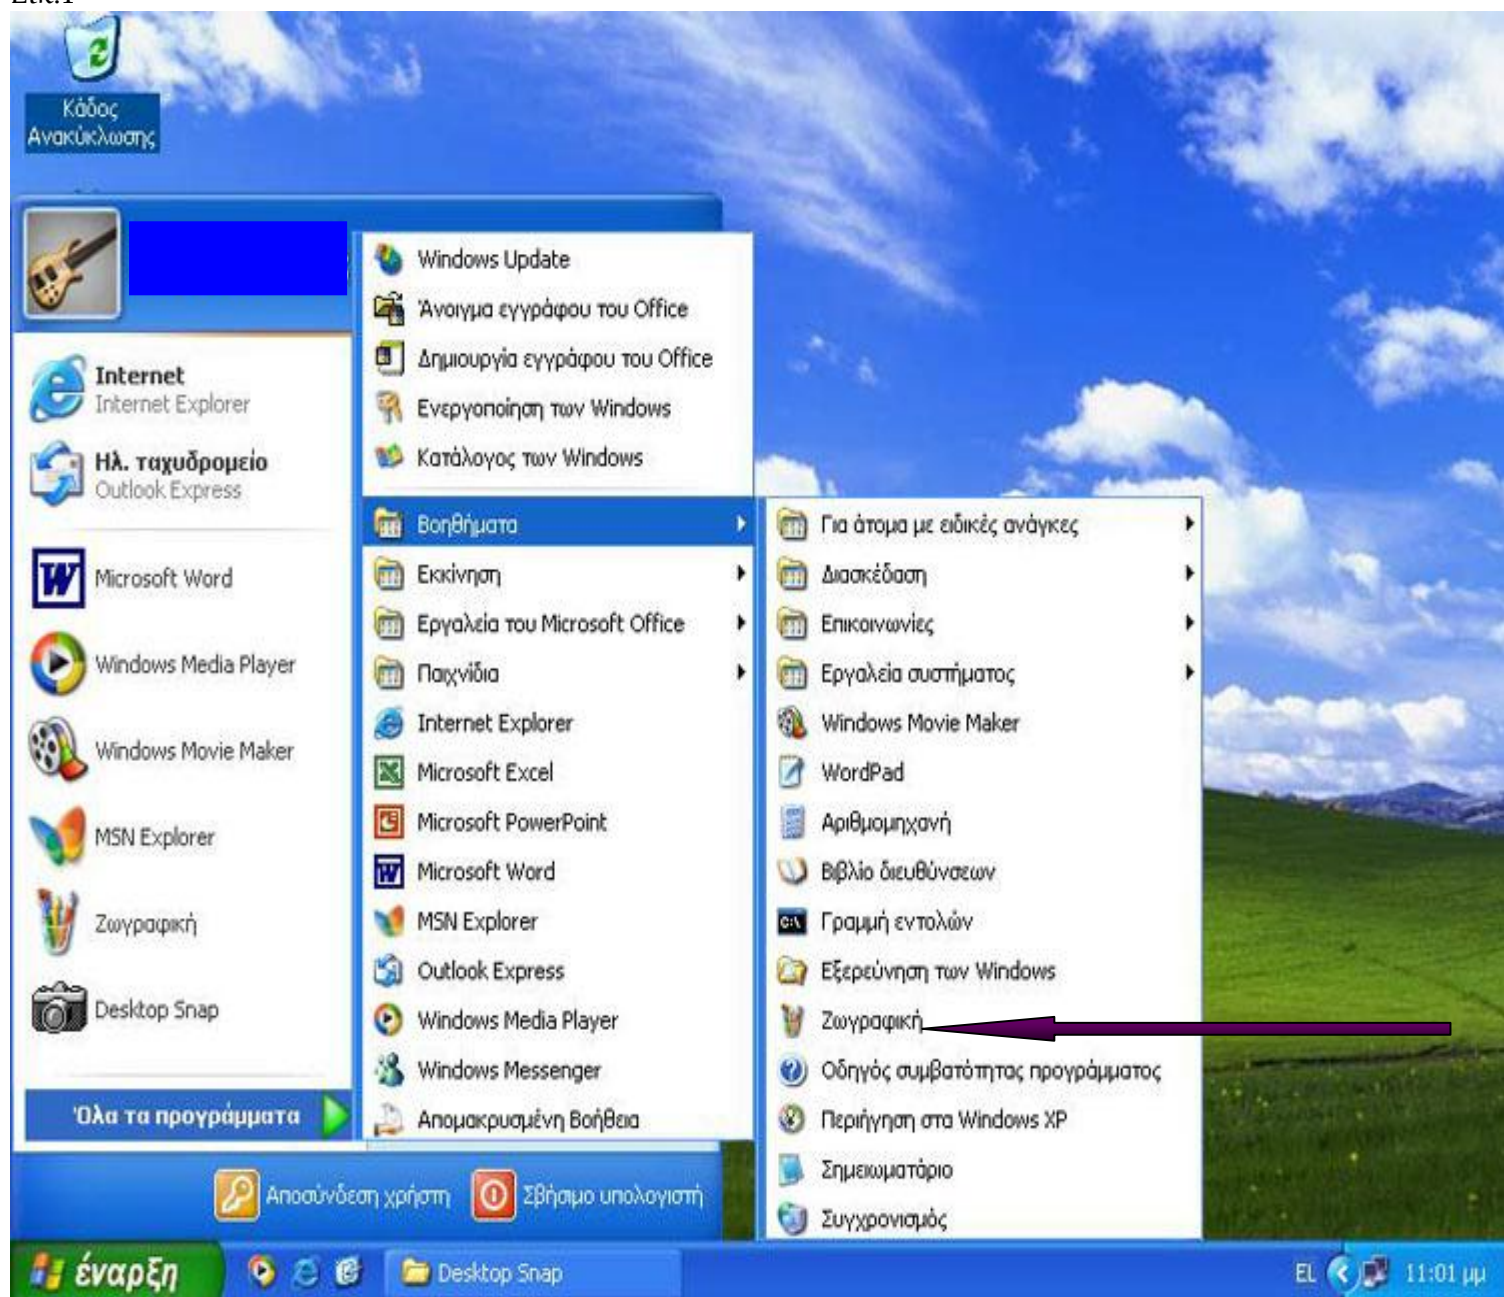 Εικ.1
Κάδος
Ανακύκλωσης
Internet
Internet Explorer
Ηλ. ταχυδρομείο
Outlook Express
Microsoft Word
Windows Media Player
Windows Movie Maker
MSN Explorer
Ζωγραφική
Desktop Snap
Όλα τα προγράμματα
Windows Update
Άνοιγμα εγγράφου του Office
Δημιουργία εγγράφου του Office
Ενεργοποίηση των Windows
Κατάλογος των Windows
Βοηθήματα
Εκκίνηση
Εργαλεία του Microsoft Office
Παιχνίδια
Internet Explorer
Microsoft Excel
Microsoft PowerPoint
Microsoft Word
MSN Explorer
Outlook Express
Windows Media Player
Windows Messenger
Απομακρυσμένη Βοήθεια
Για άτομα με ειδικές ανάγκες
Διασκέδαση
Επικοινωνίες
Εργαλεία συστήματος
Windows Movie Maker
WordPad
Αριθμομηχανή
Βιβλίο διευθύνσεων
Γραμμή εντολών
Εξερεύνηση των Windows
Ζωγραφική
Οδηγός συμβατότητας προγράμματος
Περιήγηση στα Windows XP
Σημειωματάριο
Συγχρονισμός
Αποσύνδεση χρήστη
Σβήσιμο υπολογιστή
έναρξη
Desktop Snap
EL
11:01 μμ